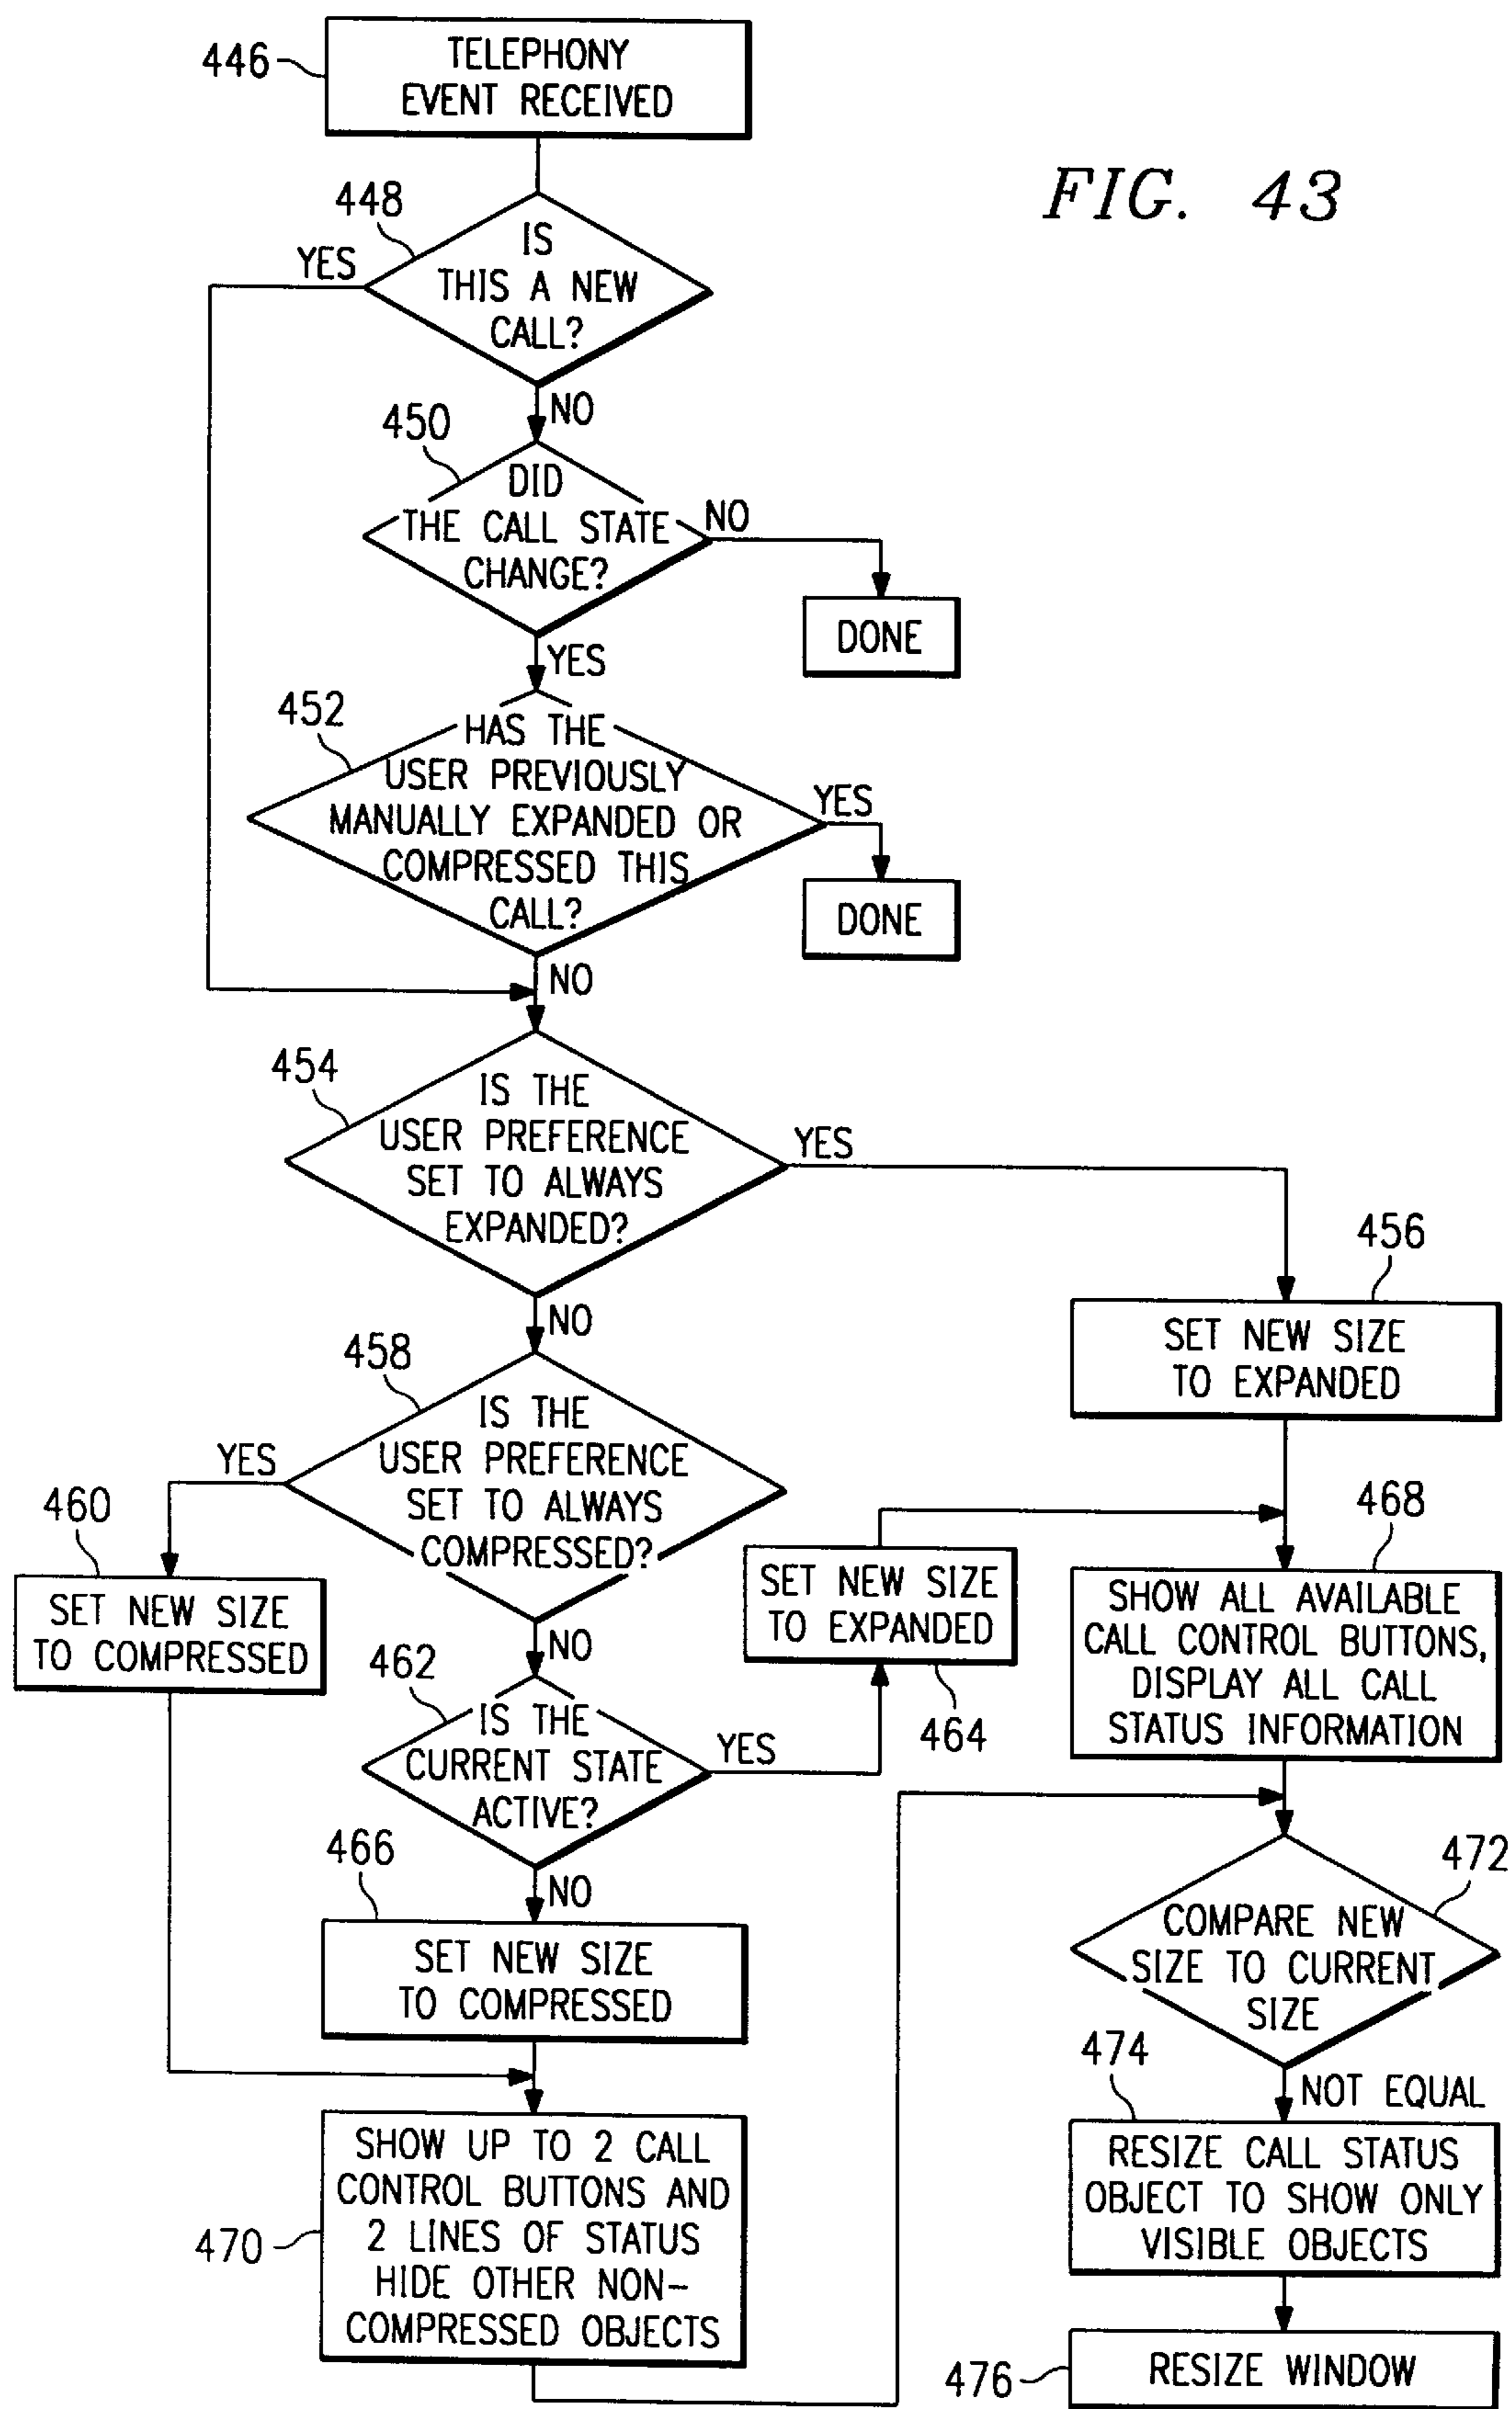 446
TELEPHONY
EVENT RECEIVED
FIG. 43
448
YES
IS
THIS A NEW
CALL?
NO
450
DID
THE CALL STATE
CHANGE?
NO
DONE
YES
452
HAS THE
USER PREVIOUSLY
MANUALLY EXPANDED OR
COMPRESSED THIS
CALL?
YES
DONE
NO
454
IS THE
USER PREFERENCE
SET TO ALWAYS
EXPANDED?
YES
456
SET NEW SIZE
TO EXPANDED
NO
458
IS THE
USER PREFERENCE
SET TO ALWAYS
COMPRESSED?
YES
460
SET NEW SIZE
TO COMPRESSED
NO
462
IS THE
CURRENT STATE
ACTIVE?
YES
SET NEW SIZE
TO EXPANDED
464
468
SHOW ALL AVAILABLE
CALL CONTROL BUTTONS,
DISPLAY ALL CALL
STATUS INFORMATION
NO
466
SET NEW SIZE
TO COMPRESSED
470
SHOW UP TO 2 CALL
CONTROL BUTTONS AND
2 LINES OF STATUS
HIDE OTHER NON-
COMPRESSED OBJECTS
472
COMPARE NEW
SIZE TO CURRENT
SIZE
NOT EQUAL
474
RESIZE CALL STATUS
OBJECT TO SHOW ONLY
VISIBLE OBJECTS
476
RESIZE WINDOW